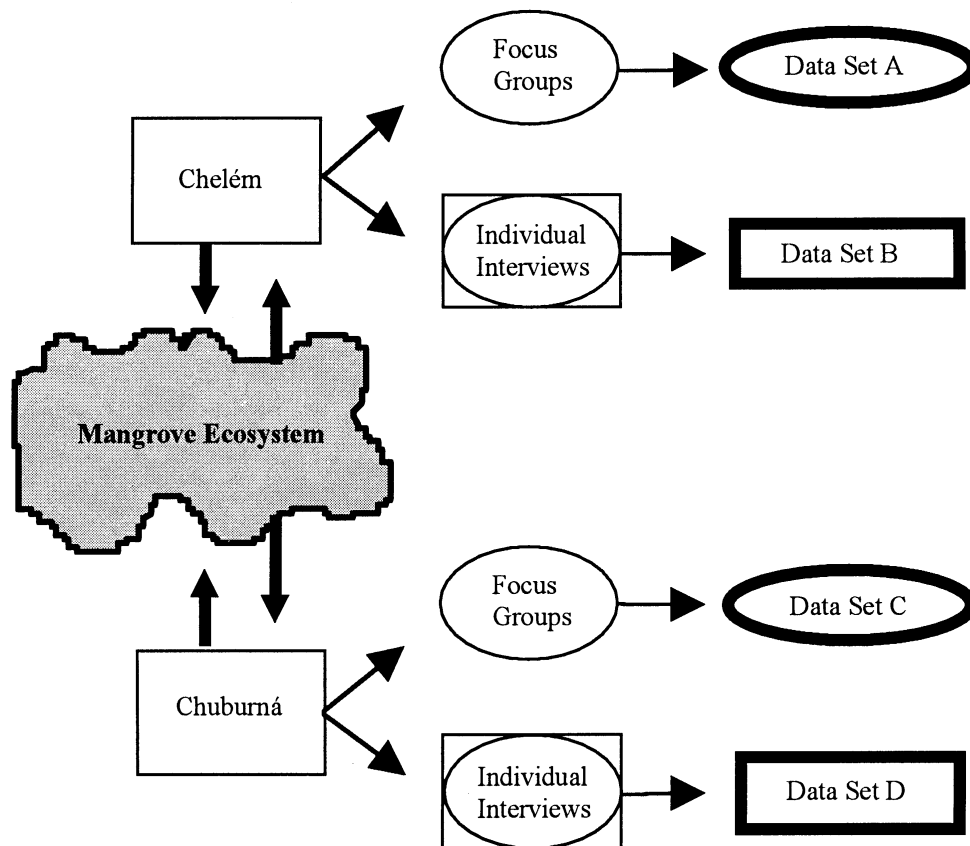 Focus
Groups
Data Set A
Chelém
Individual
Interviews
Data Set B
Mangrove Ecosystem
Focus
Groups
Data Set C
Chuburná
Individual
Interviews
Data Set D